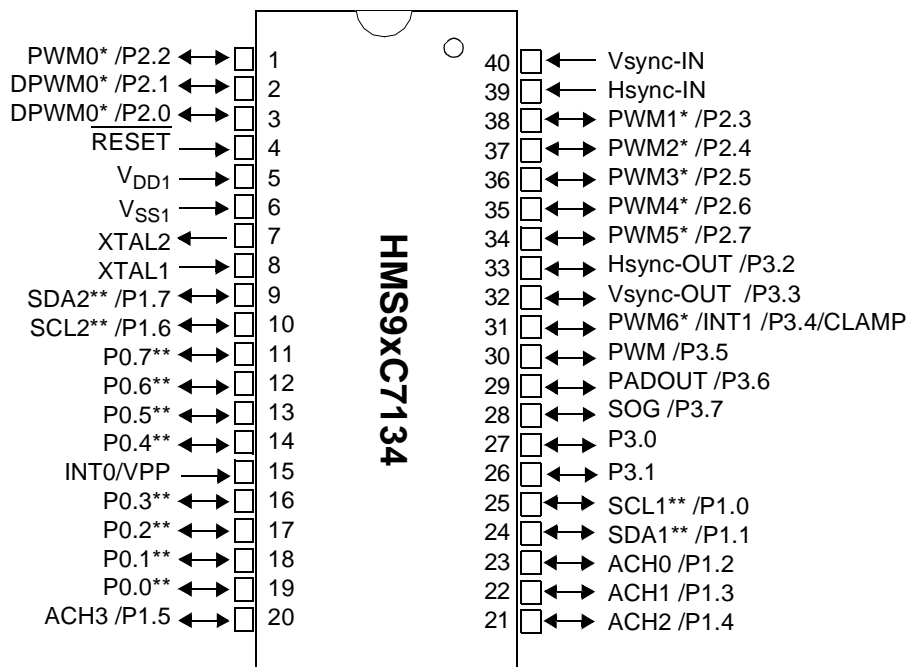 PWM0* /P2.2 1
DPWM0* /P2.1 2
DPWM0* /P2.0 3
RESET 4
VDD1 5
VSS1 6
XTAL2 7
XTAL1 8
SDA2** /P1.7 9
SCL2** /P1.6 10
P0.7** 11
P0.6** 12
P0.5** 13
P0.4** 14
INT0/VPP 15
P0.3** 16
P0.2** 17
P0.1** 18
P0.0** 19
ACH3 /P1.5 20
HMS9xC7134
40 Vsync-IN
39 Hsync-IN
38 PWM1* /P2.3
37 PWM2* /P2.4
36 PWM3* /P2.5
35 PWM4* /P2.6
34 PWM5* /P2.7
33 Hsync-OUT /P3.2
32 Vsync-OUT /P3.3
31 PWM6* /INT1 /P3.4/CLAMP
30 PWM /P3.5
29 PADOUT /P3.6
28 SOG /P3.7
27 P3.0
26 P3.1
25 SCL1** /P1.0
24 SDA1** /P1.1
23 ACH0 /P1.2
22 ACH1 /P1.3
21 ACH2 /P1.4